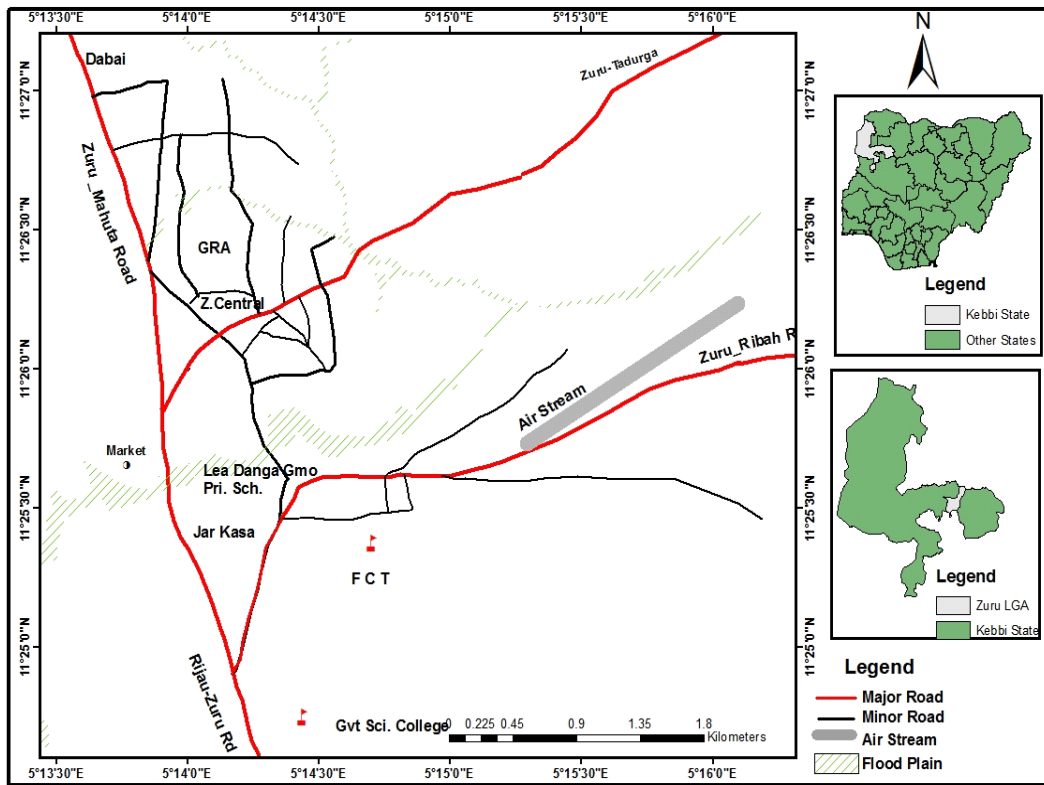 5°13'30"E 5°14'0"E 5°14'30"E 5°15'0"E 5°15'30"E 5°16'0"E
N
11°27'0"N
11°26'30"N
11°26'0"N
11°25'30"N
11°25'0"N
Dabai
Zuru-Tadurga
Zuru_Mahuta Road
GRA
Z.Central
Zuru_Ribah R
Air Stream
Market
Lea Danga Gmo
Pri. Sch.
Jar Kasa
F C T
Rijau-Zuru Rd
Gvt Sci. College
0 0.225 0.45 0.9 1.35 1.8
Kilometers
11°27'0"N
11°26'30"N
11°26'0"N
11°25'30"N
11°25'0"N
5°13'30"E 5°14'0"E 5°14'30"E 5°15'0"E 5°15'30"E 5°16'0"E
Legend
Kebbi State
Other States
Legend
Zuru LGA
Kebbi State
Legend
Major Road
Minor Road
Air Stream
Flood Plain